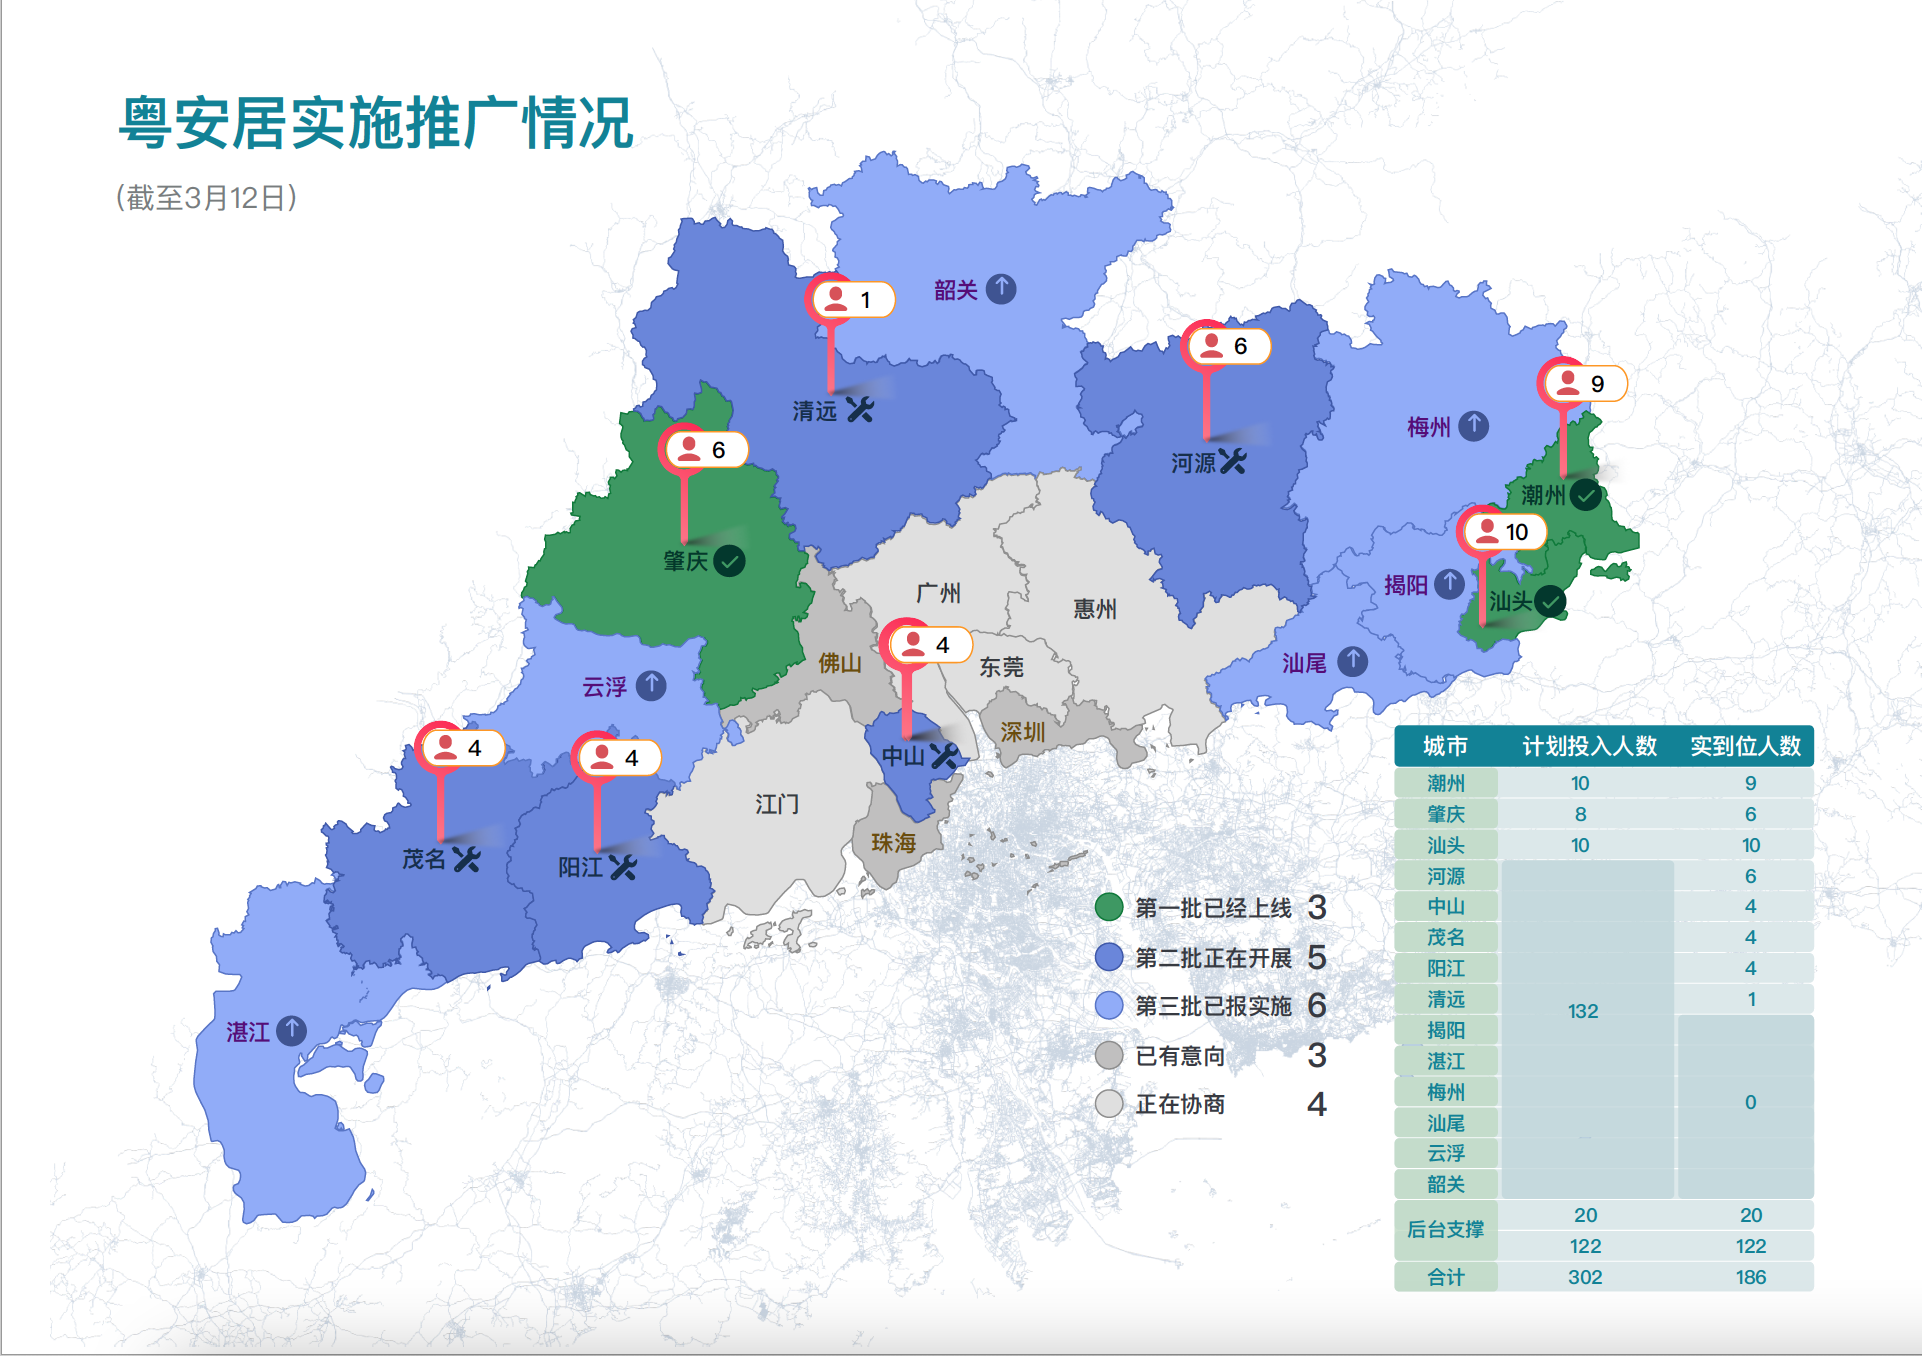 粤安居实施推广情况
(截至3月12日)
韶关
1
清远
6
河源
9
梅州
潮州
6
肇庆
10
揭阳
汕头
广州
惠州
4
佛山
东莞
汕尾
云浮
深圳
中山
4
茂名
4
阳江
江门
珠海
湛江
第一批已经上线 3
第二批正在开展 5
第三批已报实施 6
已有意向 3
正在协商 4
城市 计划投入人数 实到位人数
潮州 10 9
肇庆 8 6
汕头 10 10
河源 6
中山 4
茂名 4
阳江 4
清远 1
132
揭阳
湛江
梅州
0
汕尾
云浮
韶关
后台支撑 20 20
122 122
合计 302 186